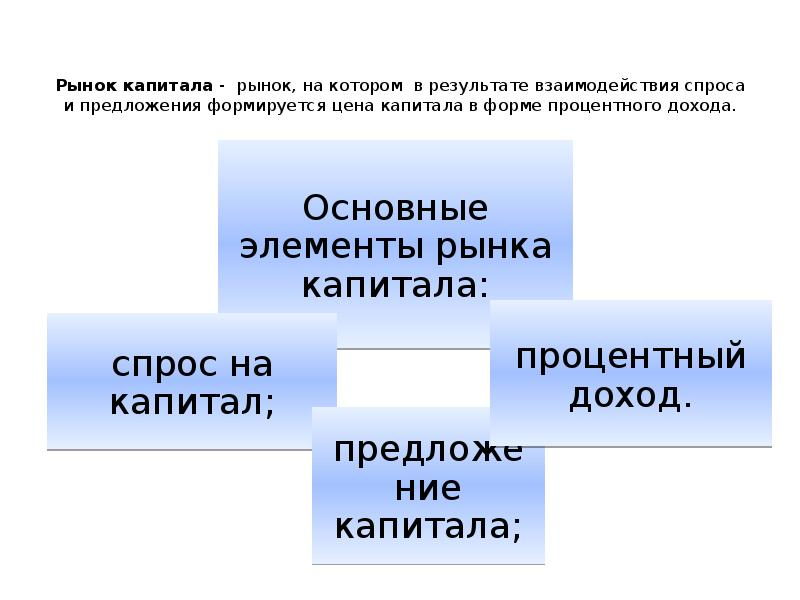 Рынок капитала - рынок, на котором в результате взаимодействия спроса
и предложения формируется цена капитала в форме процентного дохода.
Основные
элементы рынка
капитала:
спрос на
капитал;
предложе
ние
капитала;
процентный
доход.